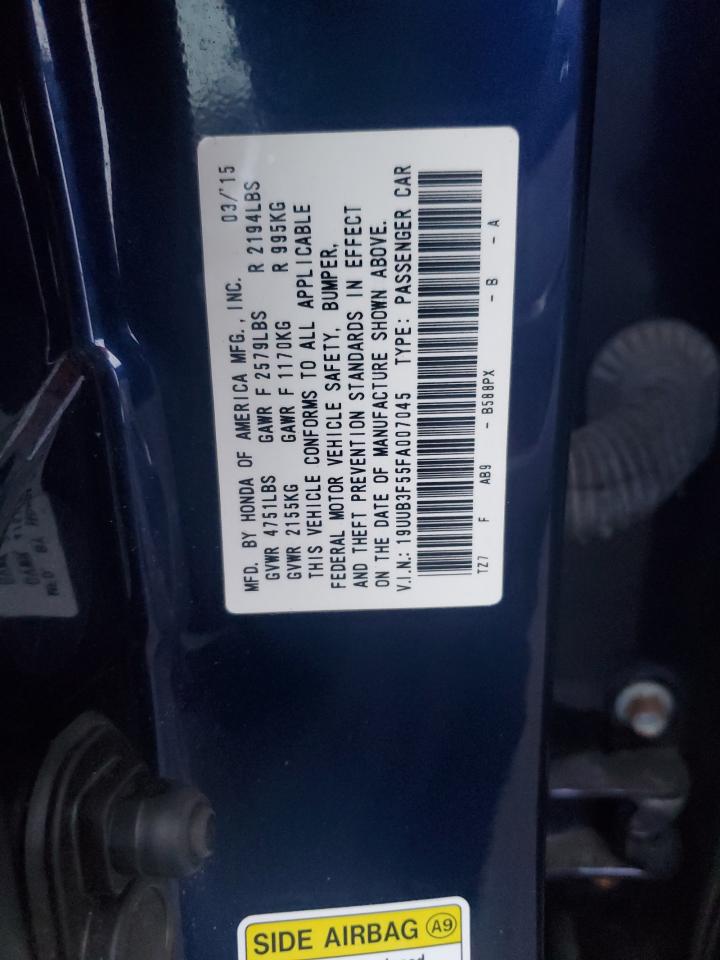 MFD. BY HONDA OF AMERICA MFG., INC. 03/'15
GVWR 4751LBS GAWR F 2579LBS R 2194LBS
GVWR 2155KG GAWR F 1170KG R 995KG
THIS VEHICLE CONFORMS TO ALL APPLICABLE
FEDERAL MOTOR VEHICLE SAFETY, BUMPER,
AND THEFT PREVENTION STANDARDS IN EFFECT
ON THE DATE OF MANUFACTURE SHOWN ABOVE.
V.I.N.: 19UUB3F55FA007045 TYPE: PASSENGER CAR
TZ7 F AB9 - B588PX - B - A
SIDE AIRBAG A9